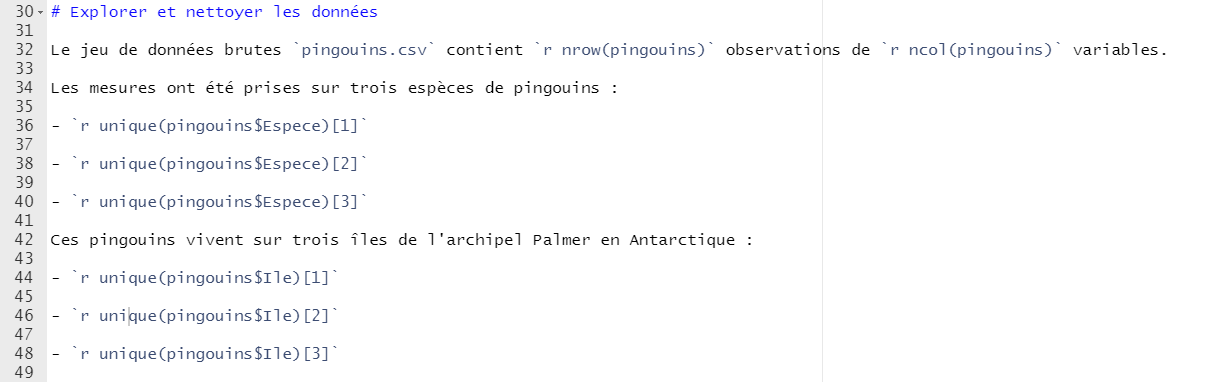 30 # Explorer et nettoyer les données
31
32 Le jeu de données brutes `pingouins.csv` contient `r nrow(pingouins)` observations de `r ncol(pingouins)` variables.
33
34 Les mesures ont été prises sur trois espèces de pingouins :
35
36 - `r unique(pingouins$Espece)[1]`
37
38 - `r unique(pingouins$Espece)[2]`
39
40 - `r unique(pingouins$Espece)[3]`
41
42 Ces pingouins vivent sur trois îles de l'archipel Palmer en Antarctique :
43
44 - `r unique(pingouins$Ile)[1]`
45
46 - `r unique(pingouins$Ile)[2]`
47
48 - `r unique(pingouins$Ile)[3]`
49